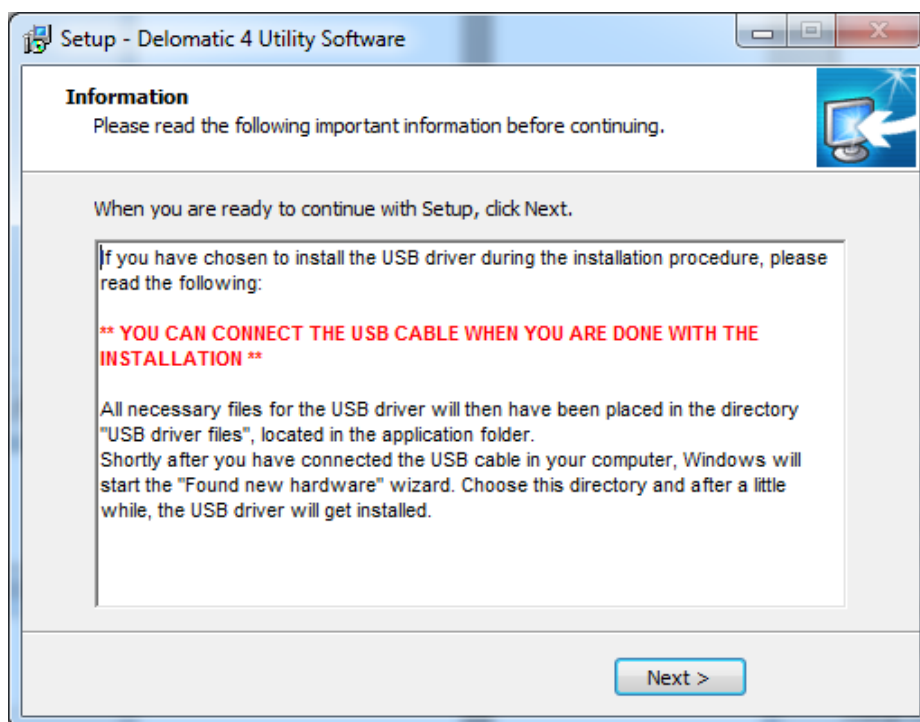 Setup - Delomatic 4 Utility Software
Information
Please read the following important information before continuing.
When you are ready to continue with Setup, click Next.
If you have chosen to install the USB driver during the installation procedure, please
read the following:
** YOU CAN CONNECT THE USB CABLE WHEN YOU ARE DONE WITH THE
INSTALLATION **
All necessary files for the USB driver will then have been placed in the directory
"USB driver files", located in the application folder.
Shortly after you have connected the USB cable in your computer, Windows will
start the "Found new hardware" wizard. Choose this directory and after a little
while, the USB driver will get installed.
Next >